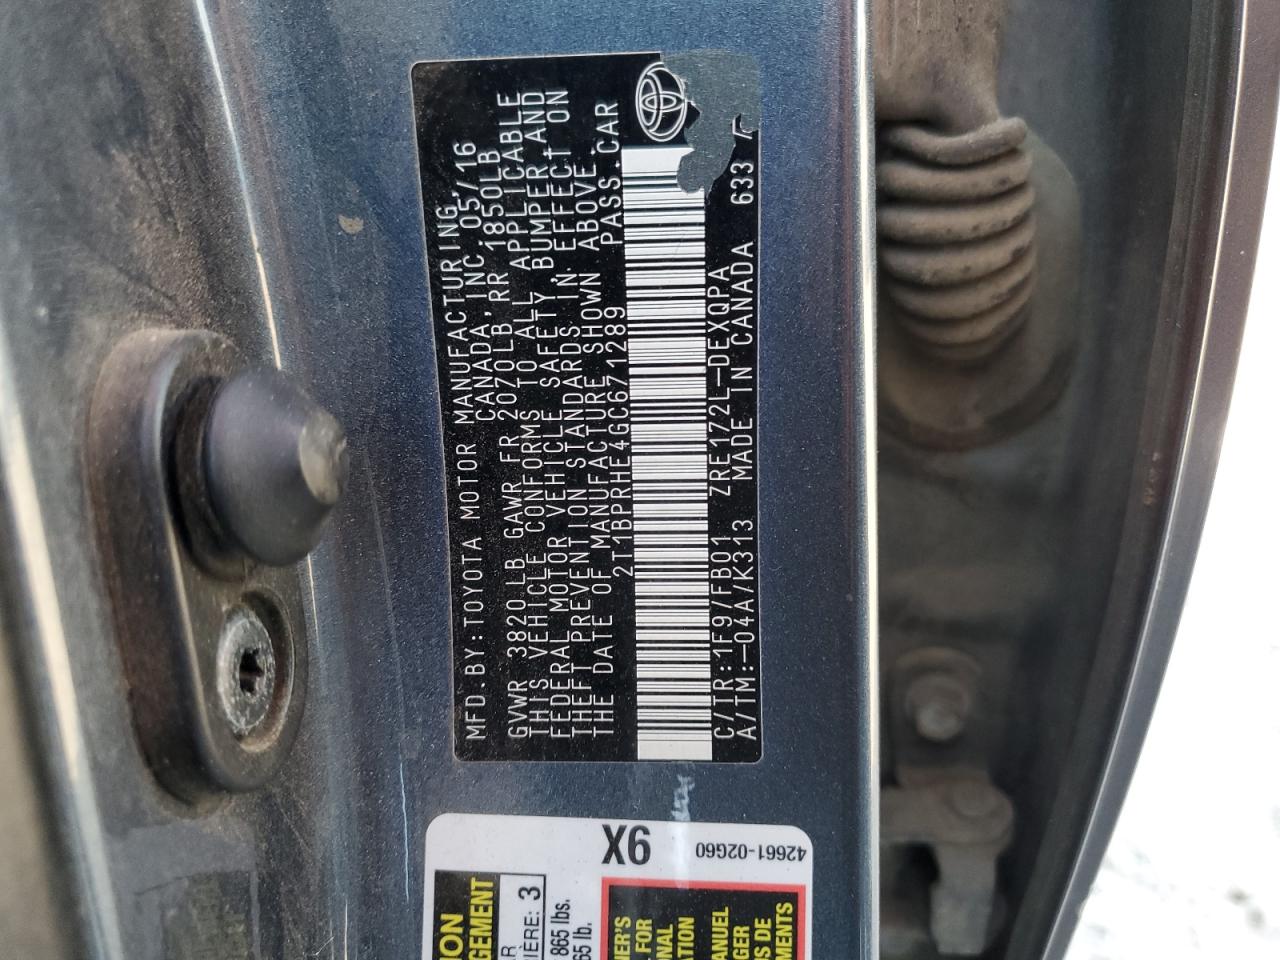 MFD.BY:TOYOTA MOTOR MANUFACTURING,
CANADA,INC 05/16
GVWR 3820LB GAWR FR 2070LB,RR 1850LB
THIS VEHICLE CONFORMS TO ALL APPLICABLE
FEDERAL MOTOR VEHICLE SAFETY, BUMPER,AND
THEFT PREVENTION STANDARDS IN EFFECT ON
THE DATE OF MANUFACTURE SHOWN ABOVE.
2T1BPRHE4GC671289 PASS.CAR
C/TR:1F9/FB01 ZRE172L-DEXQPA
A/TM:-04A/K313 MADE IN CANADA 633
X6
42661-02G60
3
865 lbs.